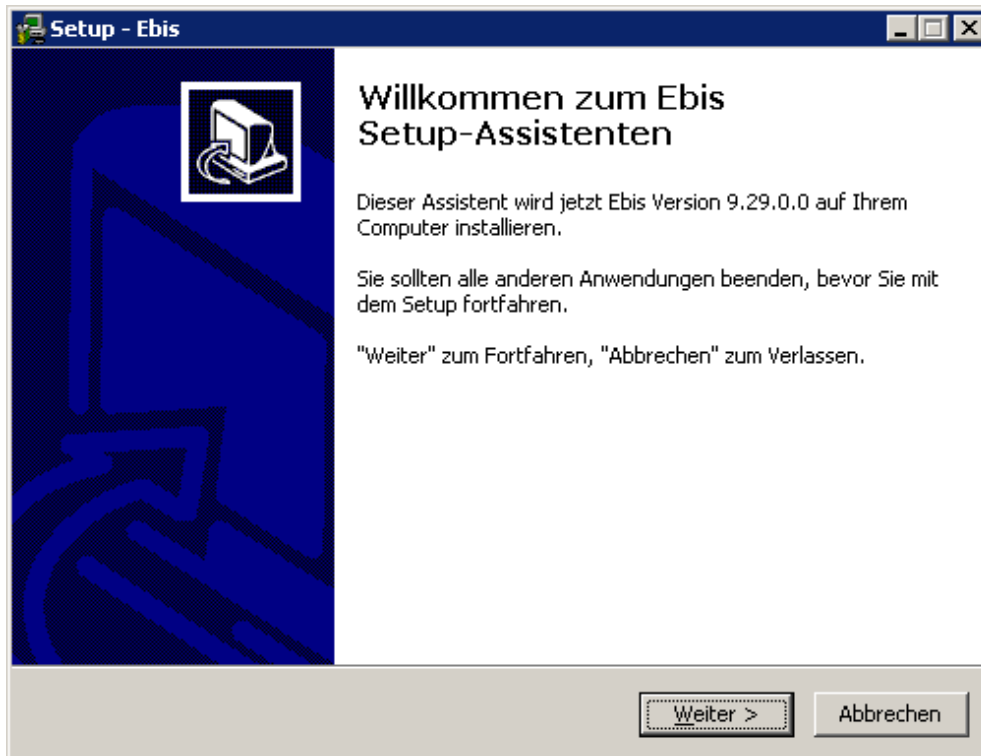 Setup - Ebis
Willkommen zum Ebis
Setup-Assistenten
Dieser Assistent wird jetzt Ebis Version 9.29.0.0 auf Ihrem
Computer installieren.
Sie sollten alle anderen Anwendungen beenden, bevor Sie mit
dem Setup fortfahren.
"Weiter" zum Fortfahren, "Abbrechen" zum Verlassen.
Weiter >
Abbrechen